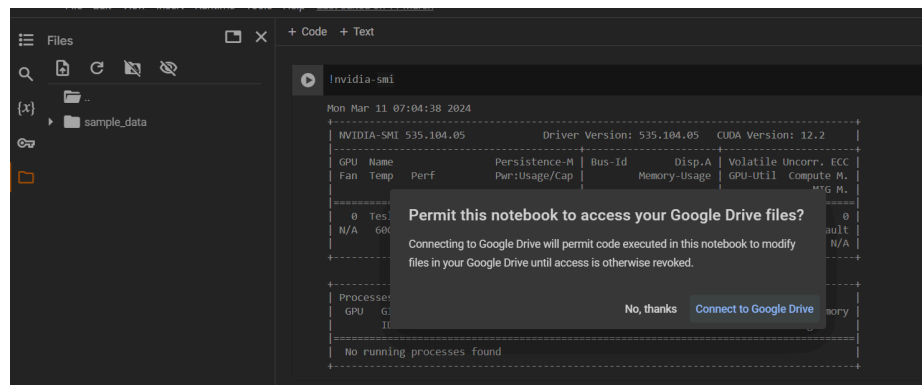 Files
+ Code + Text
!nvidia-smi
..
sample_data
{x}
Mon Mar 11 07:04:38 2024
NVIDIA-SMI 535.104.05 Driver Version: 535.104.05 CUDA Version: 12.2
GPU Name Persistence-M | Bus-Id Disp.A | Volatile Uncorr. ECC
Fan Temp Perf Pwr:Usage/Cap | Memory-Usage | GPU-Util Compute M.
MIG M.
0 0
N/A
N/A
Permit this notebook to access your Google Drive files?
Connecting to Google Drive will permit code executed in this notebook to modify
files in your Google Drive until access is otherwise revoked.
No, thanks Connect to Google Drive
GPU
No running processes found